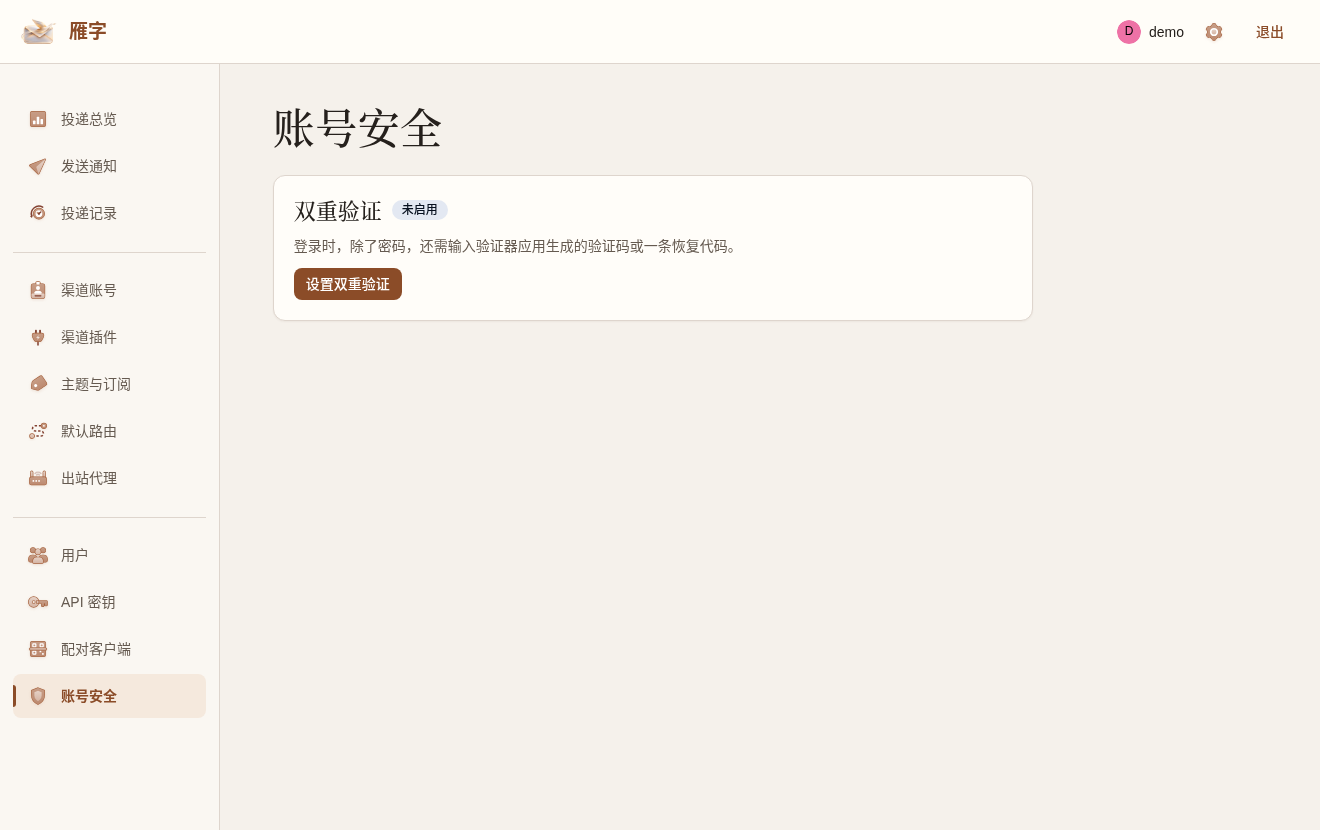 雁字
D demo 退出
投递总览
发送通知
投递记录
渠道账号
渠道插件
主题与订阅
默认路由
出站代理
用户
API 密钥
配对客户端
账号安全
账号安全
双重验证 未启用
登录时，除了密码，还需输入验证器应用生成的验证码或一条恢复代码。
设置双重验证